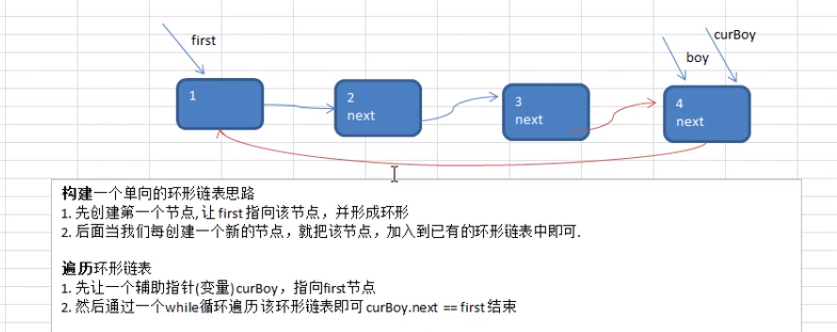 first
curBoy
boy
1
2
next
3
next
4
next
构建一个单向的环形链表思路
1. 先创建第一个节点, 让 first 指向该节点，并形成环形
2. 后面当我们每创建一个新的节点，就把该节点，加入到已有的环形链表中即可.
遍历环形链表
1. 先让一个辅助指针(变量) curBoy，指向first节点
2. 然后通过一个while循环遍历 该环形链表即可 curBoy.next == first 结束